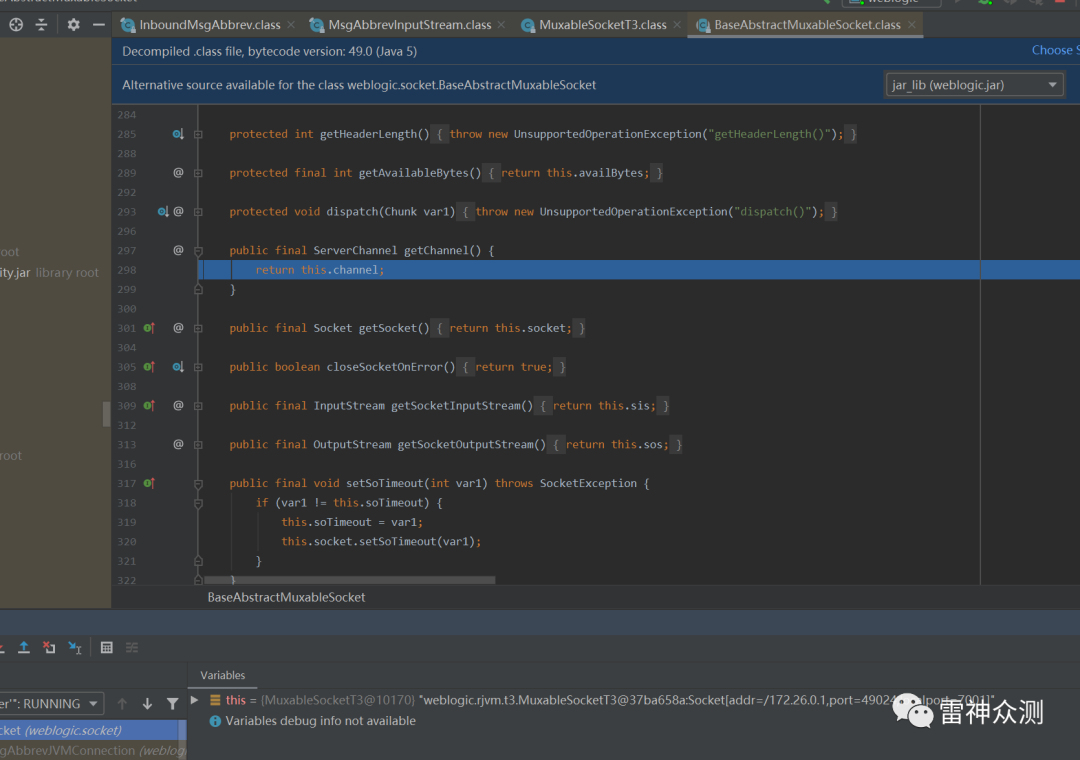 InboundMsgAbbrev.class MsgAbbrevInputStream.class MuxableSocketT3.class BaseAbstractMuxableSocket.class
Decompiled .class file, bytecode version: 49.0 (Java 5) Choose S
Alternative source available for the class weblogic.socket.BaseAbstractMuxableSocket jar_lib (weblogic.jar)
284
285 protected int getHeaderLength() { throw new UnsupportedOperationException("getHeaderLength()"); }
288
289 @ protected final int getAvailableBytes() { return this.availBytes; }
292
293 @ protected void dispatch(Chunk var1) { throw new UnsupportedOperationException("dispatch()"); }
296
297 @ public final ServerChannel getChannel() {
298 return this.channel;
299 }
300
301 @ public final Socket getSocket() { return this.socket; }
304
305 public boolean closeSocketOnError() { return true; }
308
309 @ public final InputStream getSocketInputStream() { return this.sis; }
312
313 @ public final OutputStream getSocketOutputStream() { return this.sos; }
316
317 public final void setSoTimeout(int var1) throws SocketException {
318 if (var1 != this.soTimeout) {
319 this.soTimeout = var1;
320 this.socket.setSoTimeout(var1);
321 }
322 }
root
ity.jar library root
root
BaseAbstractMuxableSocket
Variables
er'": RUNNING
this = {MuxableSocketT3@10170} "weblogic.rjvm.t3.MuxableSocketT3@37ba658a:Socket[addr=/172.26.0.1,port=49024
Variables debug info not available
cket (weblogic.socket)
gAbbrevJVMConnection (weblog
雷神众测